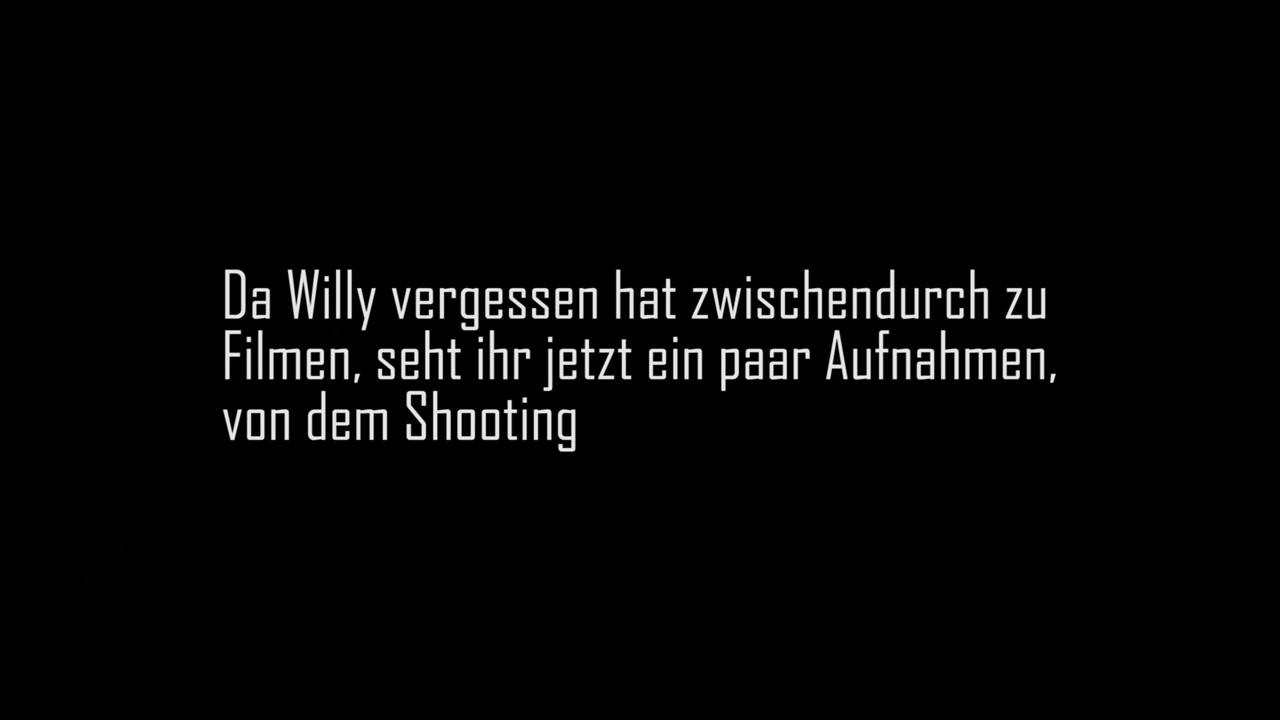 Da Willy vergessen hat zwischendurch zu
Filmen, seht ihr jetzt ein paar Aufnahmen,
von dem Shooting